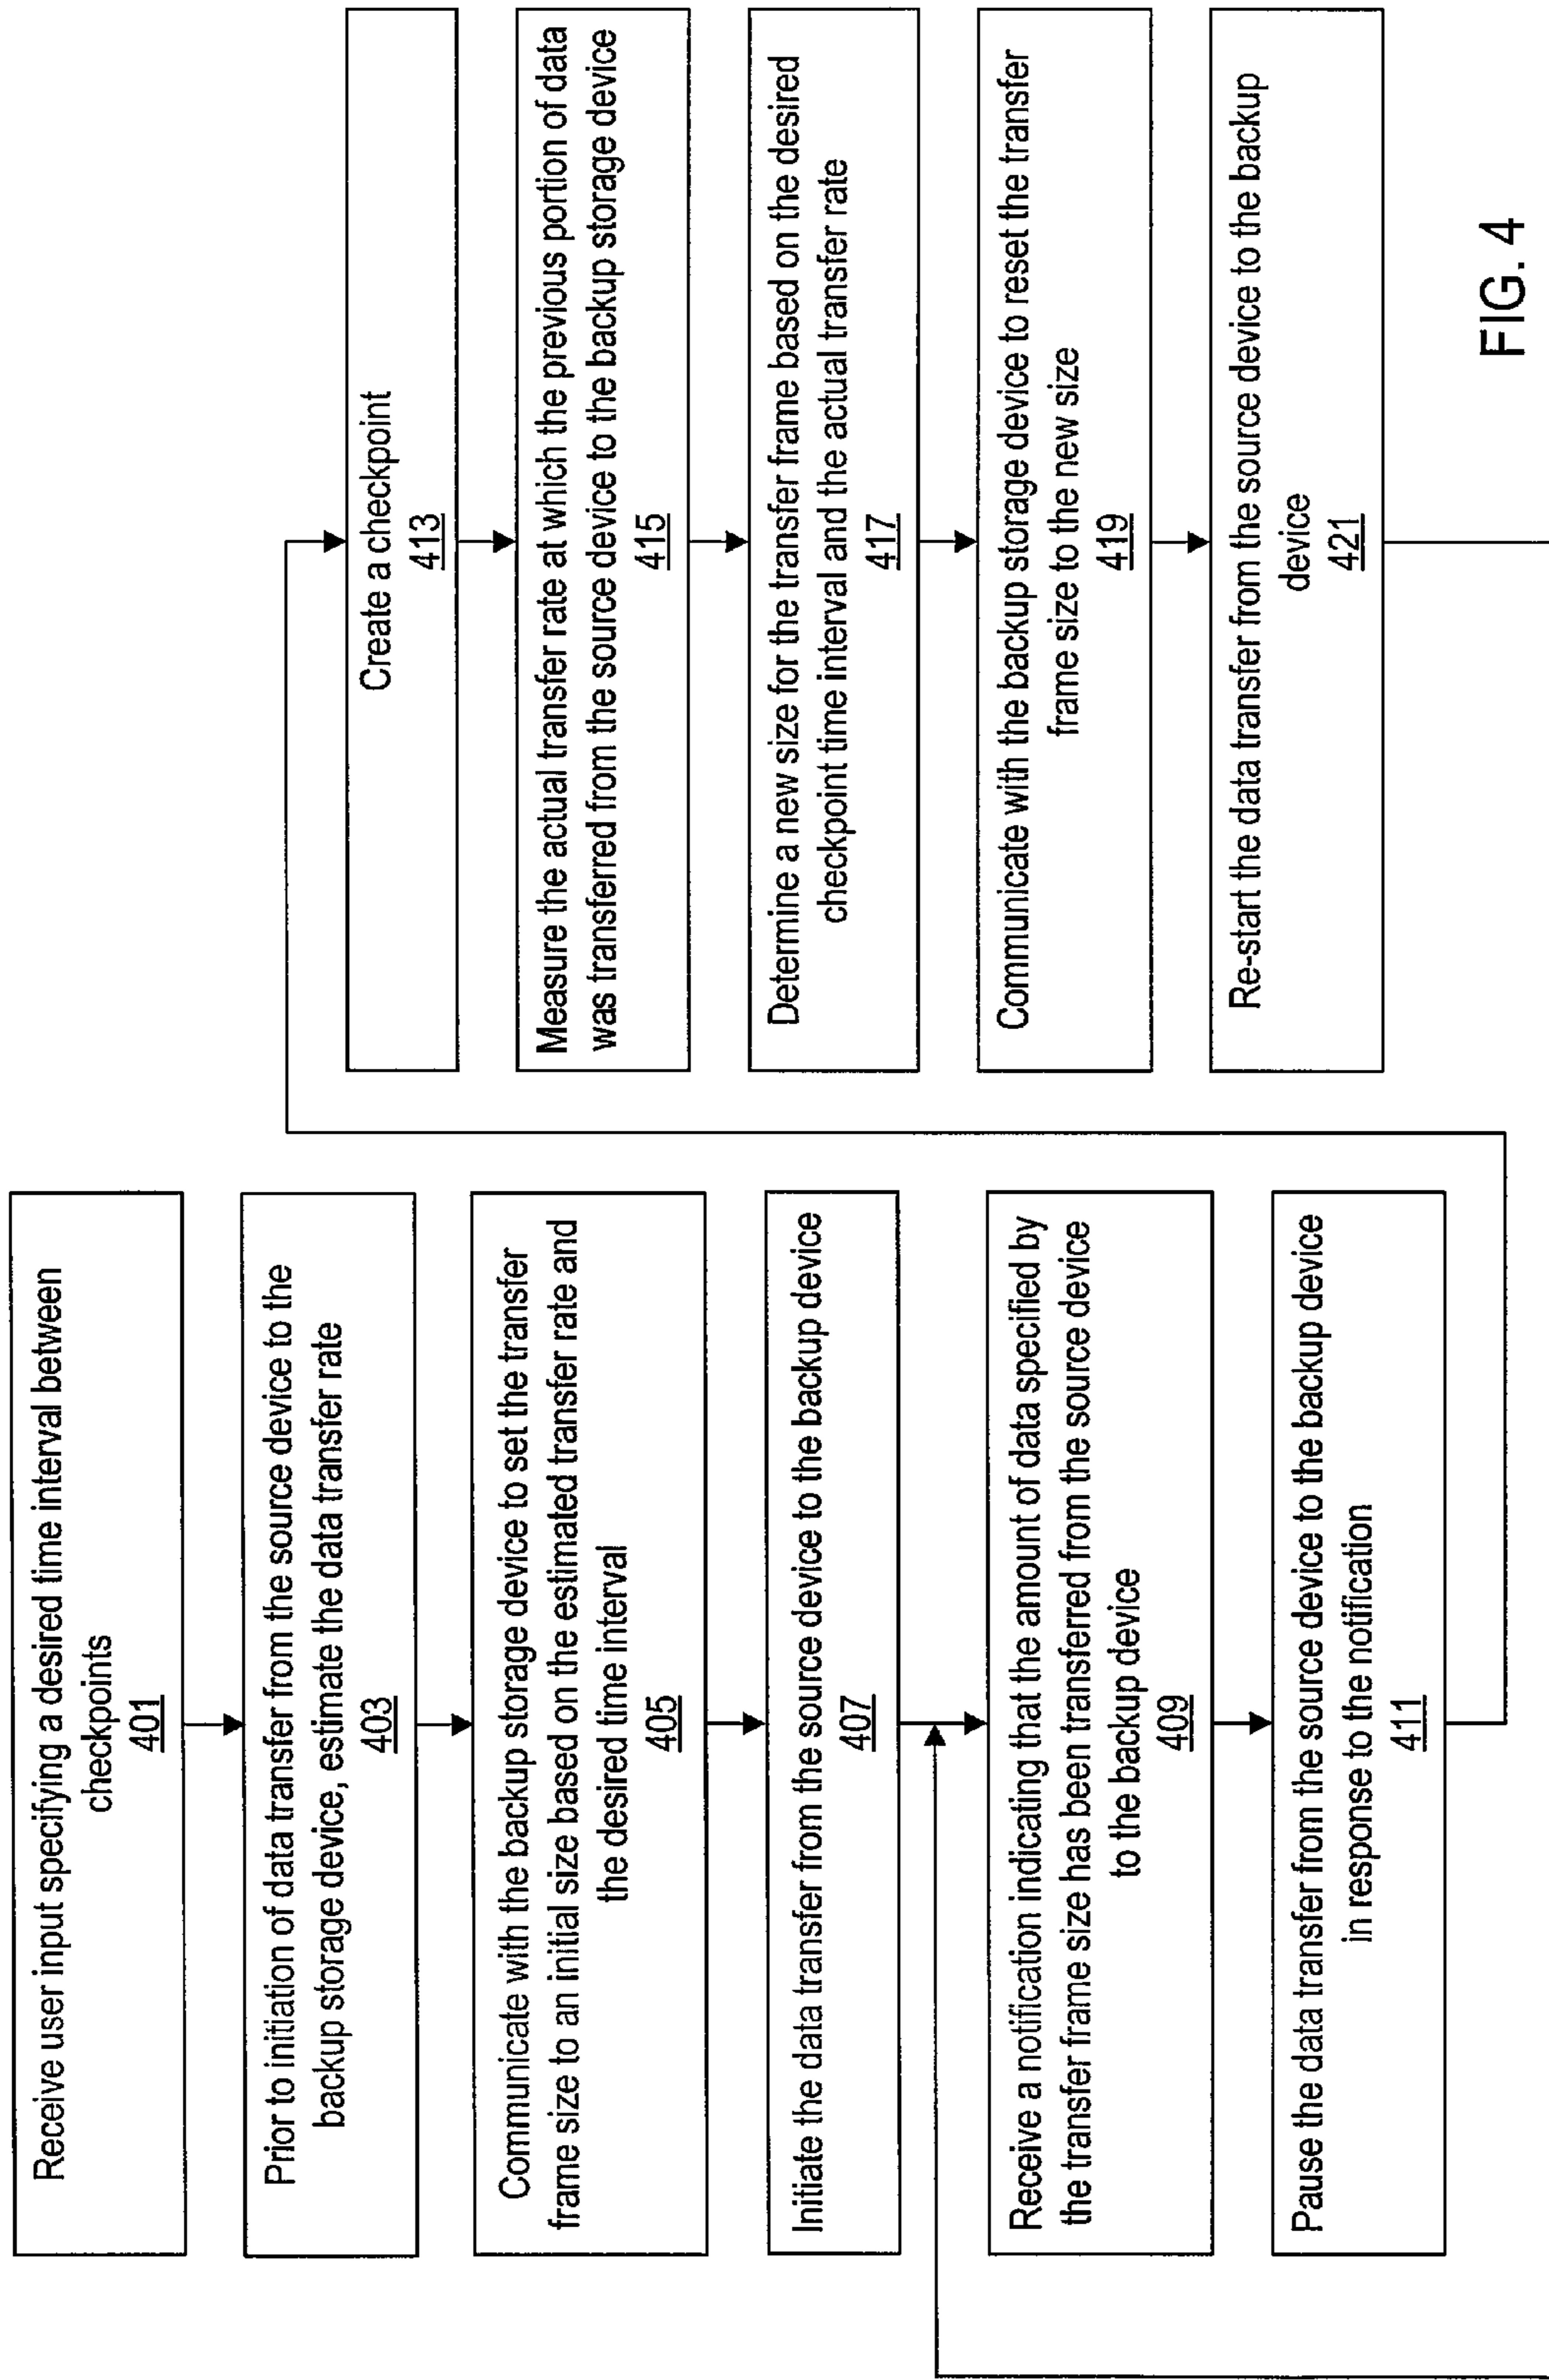 Receive user input specifying a desired time interval between
checkpoints
401
Prior to initiation of data transfer from the source device to the
backup storage device, estimate the data transfer rate
403
Communicate with the backup storage device to set the transfer
frame size to an initial size based on the estimated transfer rate and
the desired time interval
405
Initiate the data transfer from the source device to the backup device
407
Receive a notification indicating that the amount of data specified by
the transfer frame size has been transferred from the source device
to the backup device
409
Pause the data transfer from the source device to the backup device
in response to the notification
411
Create a checkpoint
413
Measure the actual transfer rate at which the previous portion of data
was transferred from the source device to the backup storage device
415
Determine a new size for the transfer frame based on the desired
checkpoint time interval and the actual transfer rate
417
Communicate with the backup storage device to reset the transfer
frame size to the new size
419
Re-start the data transfer from the source device to the backup
device
421
FIG. 4